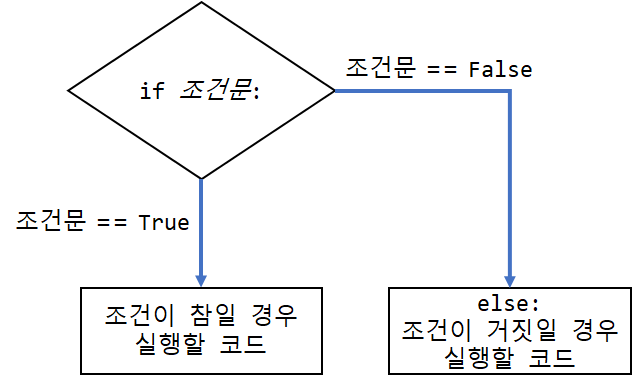 조건문 == False
if 조건문:
조건문 == True
조건이 참일 경우
실행할 코드
else:
조건이 거짓일 경우
실행할 코드